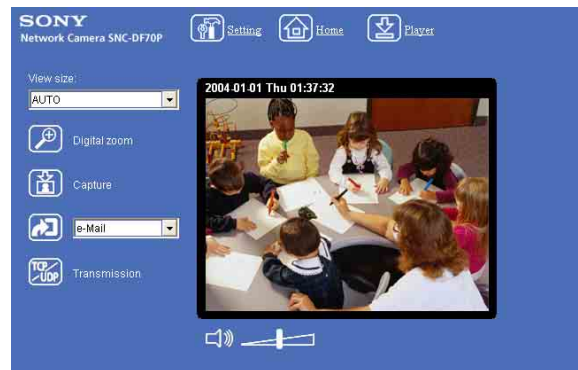 SONY
Network Camera SNC-DF70P
Setting
Home
Player
View size:
AUTO
2004-01-01 Thu 01:37:32
Digital zoom
Capture
e-Mail
TCP/UDP
Transmission